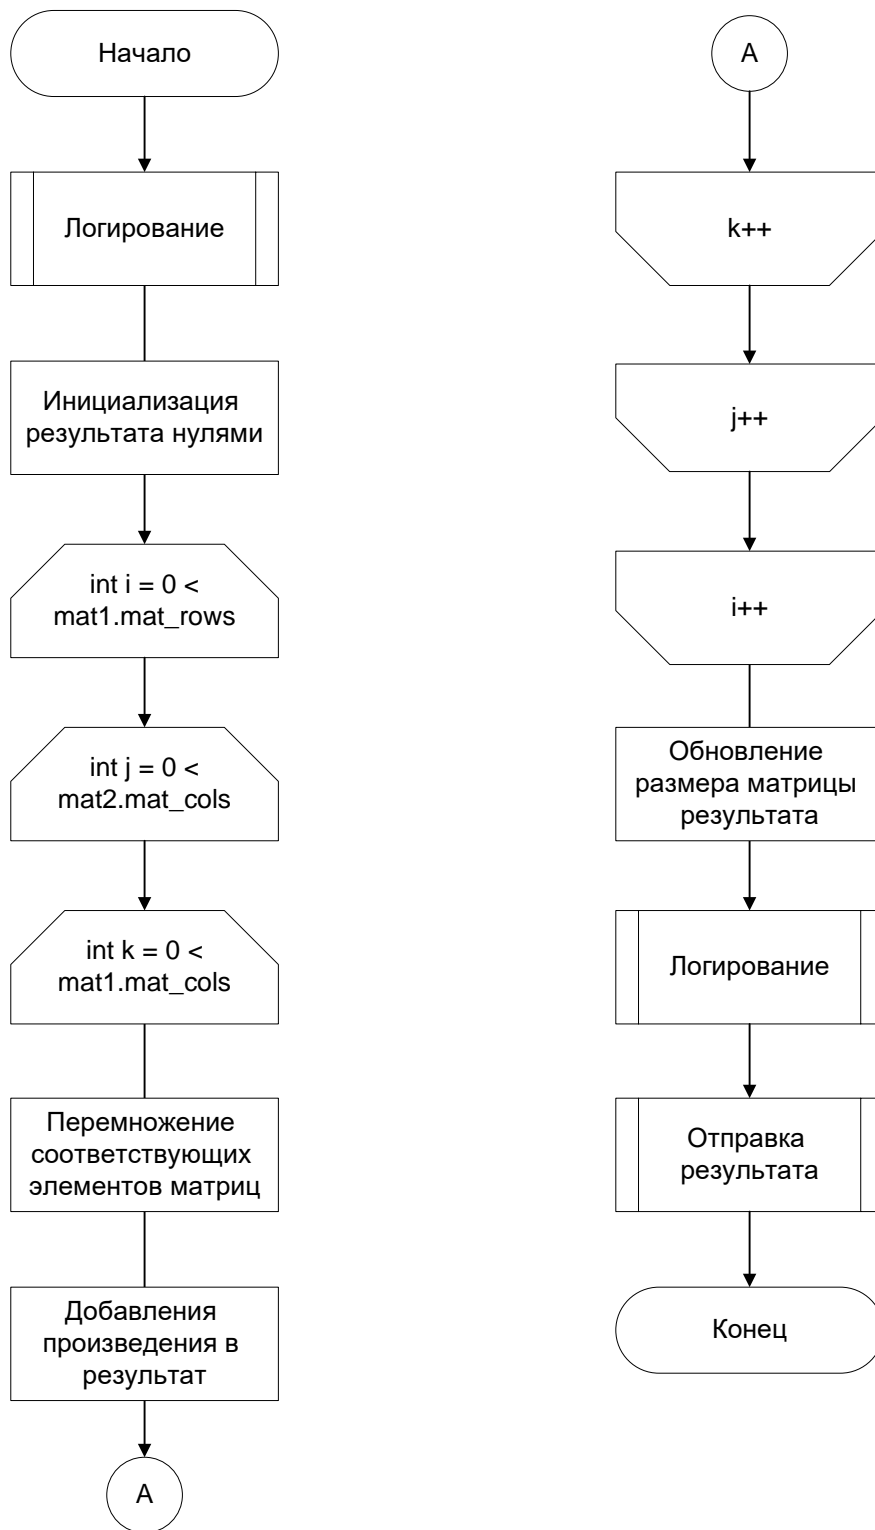 Начало
Логирование
Инициализация
результата нулями
int i = 0 <
mat1.mat_rows
int j = 0 <
mat2.mat_cols
int k = 0 <
mat1.mat_cols
Перемножение
соответствующих
элементов матриц
Добавления
произведения в
результат
А
А
k++
j++
i++
Обновление
размера матрицы
результата
Логирование
Отправка
результата
Конец